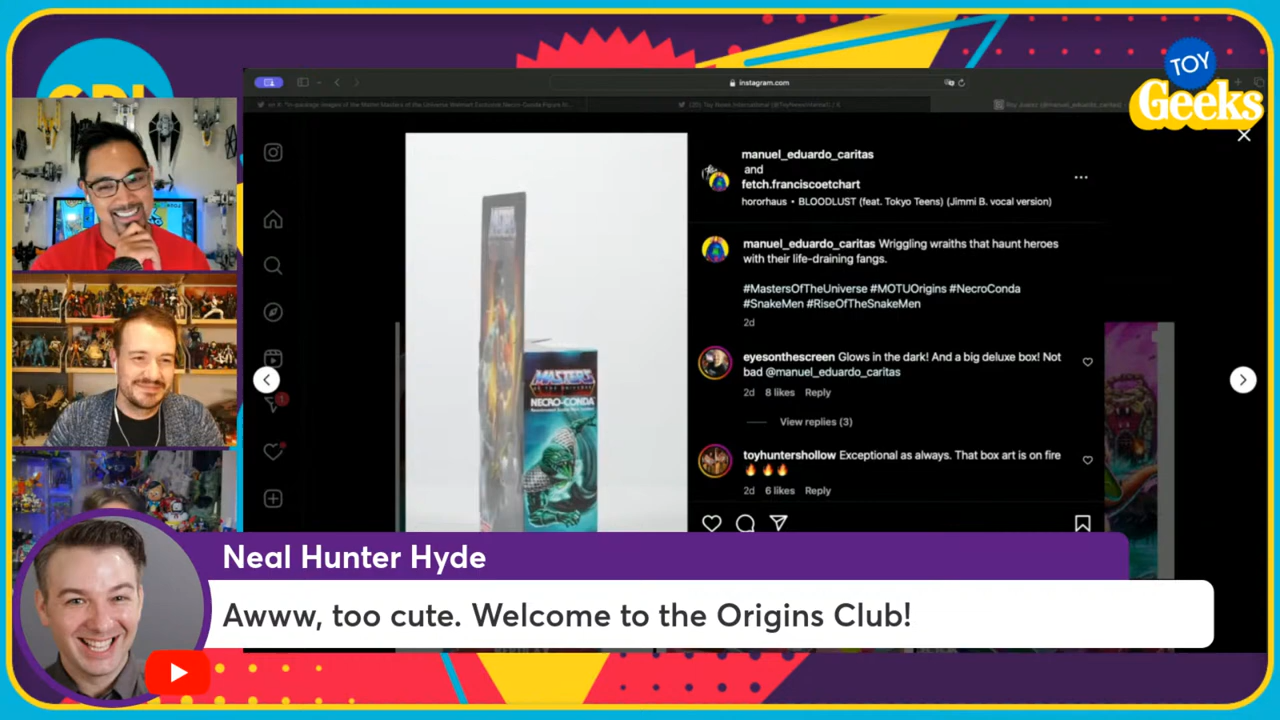 TOY
Geeks
instagram.com
manuel_eduardo_caritas
and
fetch.franciscoetchart
hororhaus • BLOODLUST (feat. Tokyo Teens) (Jimmi B. vocal version)
manuel_eduardo_caritas Wriggling wraiths that haunt heroes
with their life-draining fangs.
#MastersOfTheUniverse #MOTUOrigins #NecroConda
#SnakeMen #RiseOfTheSnakeMen
2d
eyesonthescreen Glows in the dark! And a big deluxe box! Not
bad @manuel_eduardo_caritas
2d 8 likes Reply
View replies (3)
toyhuntershollow Exceptional as always. That box art is on fire
🔥🔥🔥
2d 6 likes Reply
MASTERS
OF THE UNIVERSE
NECRO-CONDA
1
Neal Hunter Hyde
Awww, too cute. Welcome to the Origins Club!